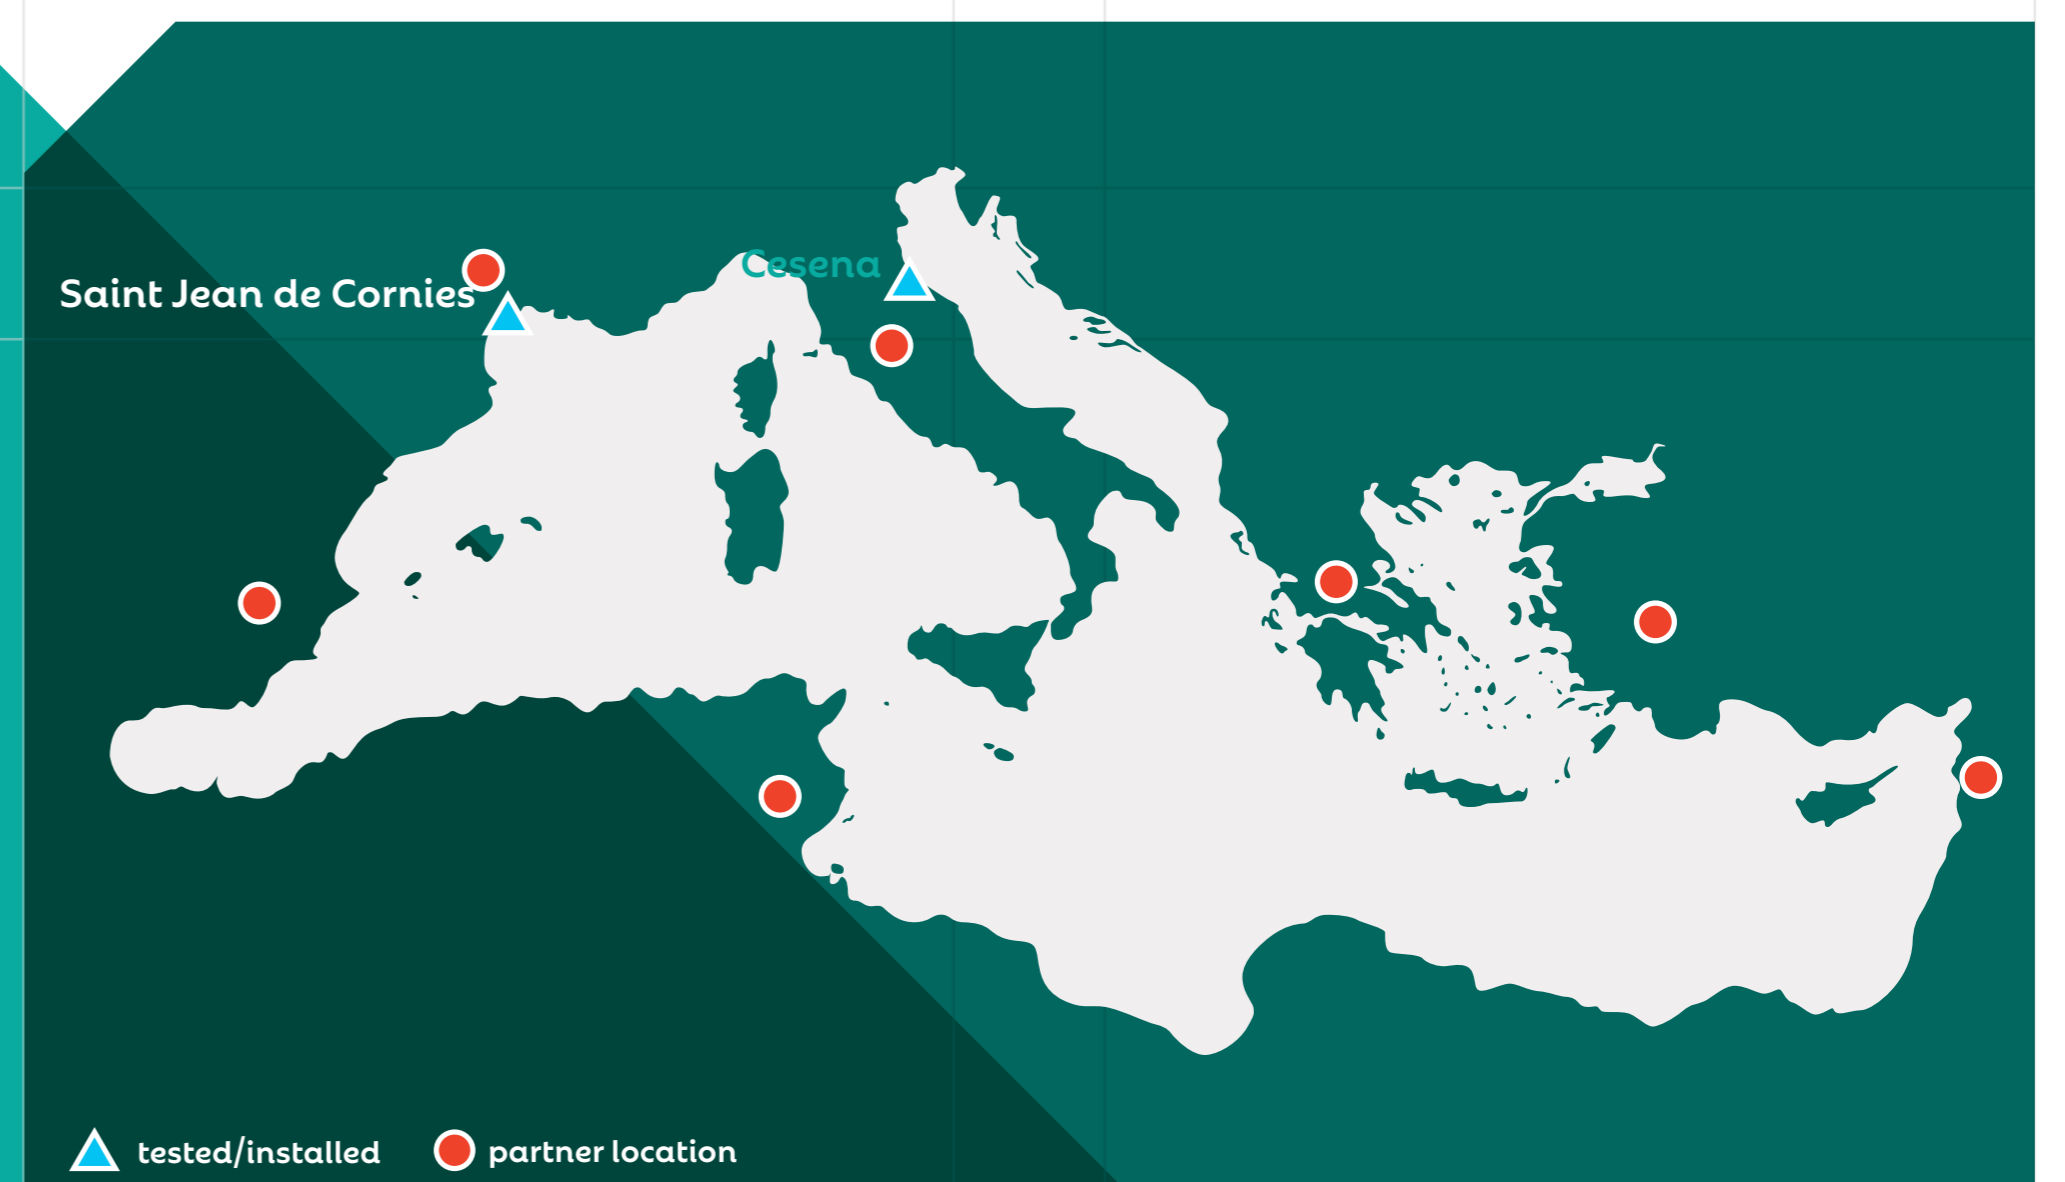 Cesena
Saint Jean de Cornies
tested/installed
partner location